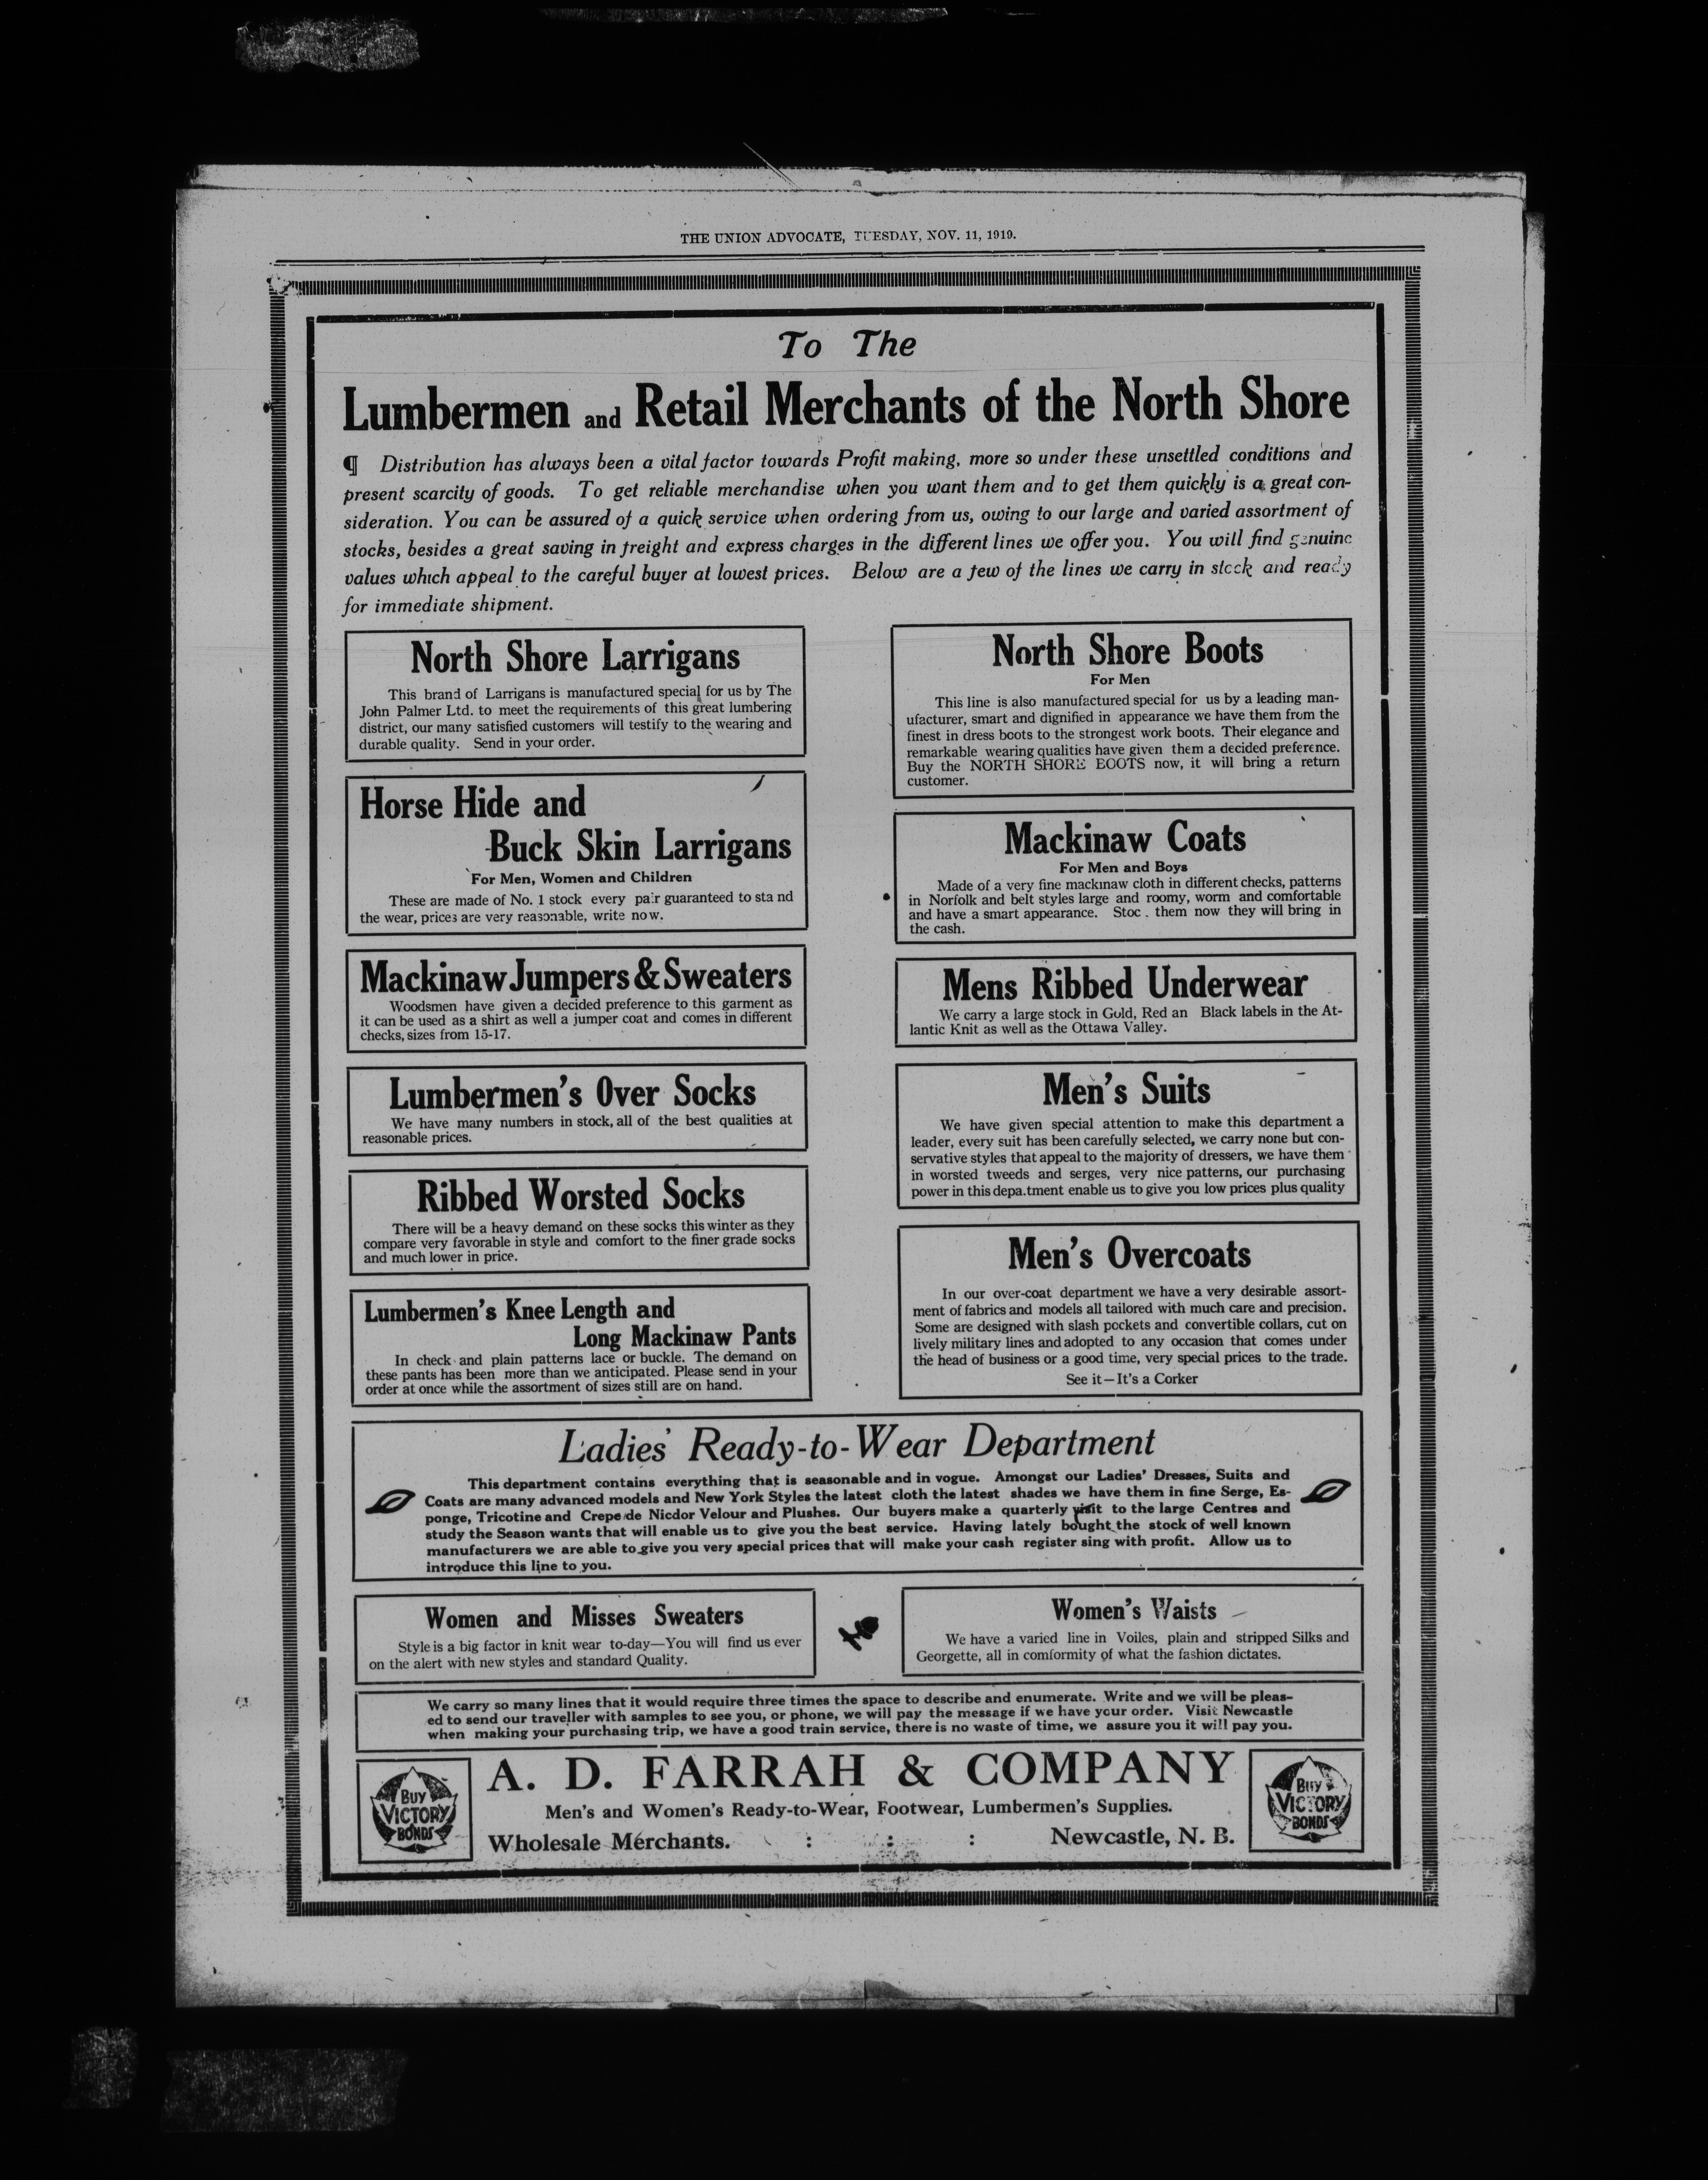 THE UNION ADVOCATE, TUESDAY, NOV. 11, 1919.
To The
Lumbermen and Retail Merchants of the North Shore
¶ Distribution has always been a vital factor towards Profit making, more so under these unsettled conditions and
present scarcity of goods. To get reliable merchandise when you want them and to get them quickly is a great con-
sideration. You can be assured of a quick service when ordering from us, owing to our large and varied assortment of
stocks, besides a great saving in freight and express charges in the different lines we offer you. You will find genuine
values which appeal to the careful buyer at lowest prices. Below are a few of the lines we carry in stock and ready
for immediate shipment.
North Shore Larrigans
This brand of Larrigans is manufactured special for us by The
John Palmer Ltd. to meet the requirements of this great lumbering
district, our many satisfied customers will testify to the wearing and
durable quality. Send in your order.
Horse Hide and
Buck Skin Larrigans
For Men, Women and Children
These are made of No. 1 stock every pair guaranteed to sta nd
the wear, prices are very reasonable, write now.
Mackinaw Jumpers & Sweaters
Woodsmen have given a decided preference to this garment as
it can be used as a shirt as well a jumper coat and comes in different
checks, sizes from 15-17.
Lumbermen's Over Socks
We have many numbers in stock, all of the best qualities at
reasonable prices.
Ribbed Worsted Socks
There will be a heavy demand on these socks this winter as they
compare very favorable in style and comfort to the finer grade socks
and much lower in price.
Lumbermen's Knee Length and
Long Mackinaw Pants
In check and plain patterns lace or buckle. The demand on
these pants has been more than we anticipated. Please send in your
order at once while the assortment of sizes still are on hand.
North Shore Boots
For Men
This line is also manufactured special for us by a leading man-
ufacturer, smart and dignified in appearance we have them from the
finest in dress boots to the strongest work boots. Their elegance and
remarkable wearing qualities have given them a decided preference.
Buy the NORTH SHORE BOOTS now, it will bring a return
customer.
Mackinaw Coats
For Men and Boys
Made of a very fine mackinaw cloth in different checks, patterns
in Norfolk and belt styles large and roomy, worm and comfortable
and have a smart appearance. Stoc . them now they will bring in
the cash.
Mens Ribbed Underwear
We carry a large stock in Gold, Red an Black labels in the At-
lantic Knit as well as the Ottawa Valley.
Men's Suits
We have given special attention to make this department a
leader, every suit has been carefully selected, we carry none but con-
servative styles that appeal to the majority of dressers, we have them
in worsted tweeds and serges, very nice patterns, our purchasing
power in this depa.tment enable us to give you low prices plus quality
Men's Overcoats
In our over-coat department we have a very desirable assort-
ment of fabrics and models all tailored with much care and precision.
Some are designed with slash pockets and convertible collars, cut on
lively military lines and adopted to any occasion that comes under
the head of business or a good time, very special prices to the trade.
See it—It's a Corker
Ladies' Ready-to-Wear Department
This department contains everything that is seasonable and in vogue. Amongst our Ladies' Dresses, Suits and
Coats are many advanced models and New York Styles the latest cloth the latest shades we have them in fine Serge, Es-
ponge, Tricotine and Crepe de Nicdor Velour and Plushes. Our buyers make a quarterly visit to the large Centres and
study the Season wants that will enable us to give you the best service. Having lately bought the stock of well known
manufacturers we are able to give you very special prices that will make your cash register sing with profit. Allow us to
introduce this line to you.
Women and Misses Sweaters
Style is a big factor in knit wear to-day—You will find us ever
on the alert with new styles and standard Quality.
Women's Waists
We have a varied line in Voiles, plain and stripped Silks and
Georgette, all in comformity of what the fashion dictates.
We carry so many lines that it would require three times the space to describe and enumerate. Write and we will be pleas-
ed to send our traveller with samples to see you, or phone, we will pay the message if we have your order. Visit Newcastle
when making your purchasing trip, we have a good train service, there is no waste of time, we assure you it will pay you.
BUY
VICTORY
BONDS
A. D. FARRAH & COMPANY
Men's and Women's Ready-to-Wear, Footwear, Lumbermen's Supplies.
Wholesale Merchants. : : : Newcastle, N. B.
BUY
VICTORY
BONDS